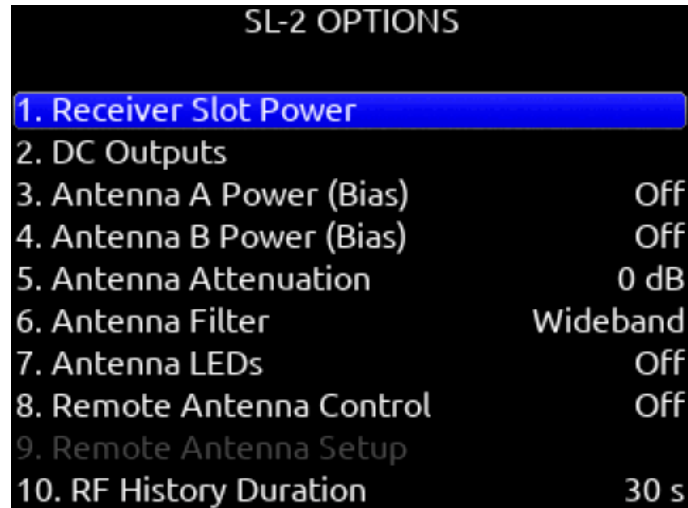 SL-2 OPTIONS
1. Receiver Slot Power
2. DC Outputs
3. Antenna A Power (Bias) Off
4. Antenna B Power (Bias) Off
5. Antenna Attenuation 0 dB
6. Antenna Filter Wideband
7. Antenna LEDs Off
8. Remote Antenna Control Off
9. Remote Antenna Setup
10. RF History Duration 30 s